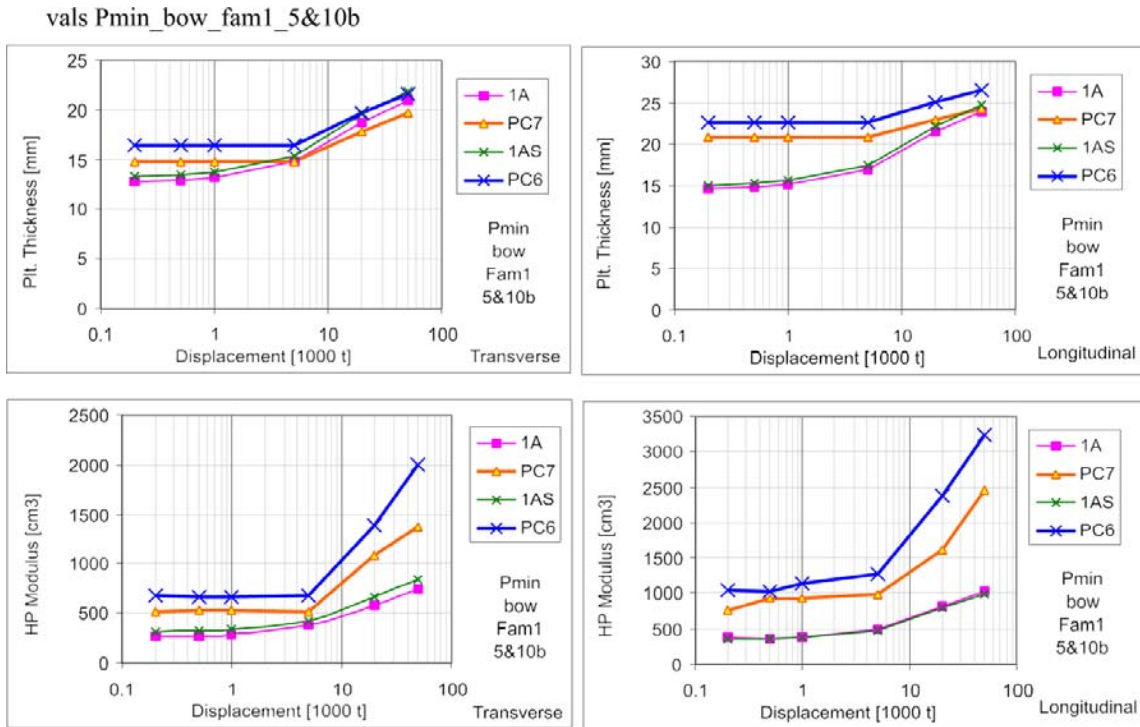 vals Pmin_bow_fam1_5&10b
25
20
15
10
5
0
0.1
1
10
100
Plt. Thickness [mm]
Displacement [1000 t]
1A
PC7
1AS
PC6
Pmin
bow
Fam1
5&10b
Transverse
30
25
20
15
10
5
0
0.1
1
10
100
Plt. Thickness [mm]
Displacement [1000 t]
1A
PC7
1AS
PC6
Pmin
bow
Fam1
5&10b
Longitudinal
2500
2000
1500
1000
500
0
0.1
1
10
100
HP Modulus [cm3]
Displacement [1000 t]
1A
PC7
1AS
PC6
Pmin
bow
Fam1
5&10b
Transverse
3500
3000
2500
2000
1500
1000
500
0
0.1
1
10
100
HP Modulus [cm3]
Displacement [1000 t]
1A
PC7
1AS
PC6
Pmin
bow
Fam1
5&10b
Longitudinal